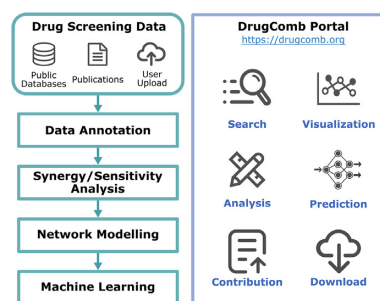 Drug Screening Data
Public
Databases
Publications
User
Upload
Data Annotation
Synergy/Sensitivity
Analysis
Network Modelling
Machine Learning
DrugComb Portal
https://drugcomb.org
Search
Visualization
Analysis
Prediction
Contribution
Download